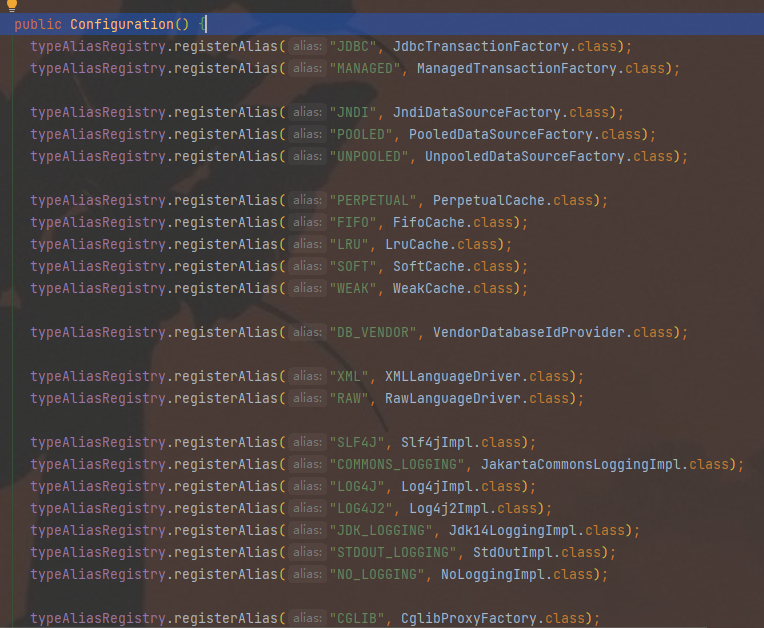 public Configuration() {
typeAliasRegistry.registerAlias( alias: "JDBC", JdbcTransactionFactory.class);
typeAliasRegistry.registerAlias( alias: "MANAGED", ManagedTransactionFactory.class);
typeAliasRegistry.registerAlias( alias: "JNDI", JndiDataSourceFactory.class);
typeAliasRegistry.registerAlias( alias: "POOLED", PooledDataSourceFactory.class);
typeAliasRegistry.registerAlias( alias: "UNPOOLED", UnpooledDataSourceFactory.class);
typeAliasRegistry.registerAlias( alias: "PERPETUAL", PerpetualCache.class);
typeAliasRegistry.registerAlias( alias: "FIFO", FifoCache.class);
typeAliasRegistry.registerAlias( alias: "LRU", LruCache.class);
typeAliasRegistry.registerAlias( alias: "SOFT", SoftCache.class);
typeAliasRegistry.registerAlias( alias: "WEAK", WeakCache.class);
typeAliasRegistry.registerAlias( alias: "DB_VENDOR", VendorDatabaseIdProvider.class);
typeAliasRegistry.registerAlias( alias: "XML", XMLLanguageDriver.class);
typeAliasRegistry.registerAlias( alias: "RAW", RawLanguageDriver.class);
typeAliasRegistry.registerAlias( alias: "SLF4J", Slf4jImpl.class);
typeAliasRegistry.registerAlias( alias: "COMMONS_LOGGING", JakartaCommonsLoggingImpl.class);
typeAliasRegistry.registerAlias( alias: "LOG4J", Log4jImpl.class);
typeAliasRegistry.registerAlias( alias: "LOG4J2", Log4j2Impl.class);
typeAliasRegistry.registerAlias( alias: "JDK_LOGGING", Jdk14LoggingImpl.class);
typeAliasRegistry.registerAlias( alias: "STDOUT_LOGGING", StdOutImpl.class);
typeAliasRegistry.registerAlias( alias: "NO_LOGGING", NoLoggingImpl.class);
typeAliasRegistry.registerAlias( alias: "CGLIB", CglibProxyFactory.class);